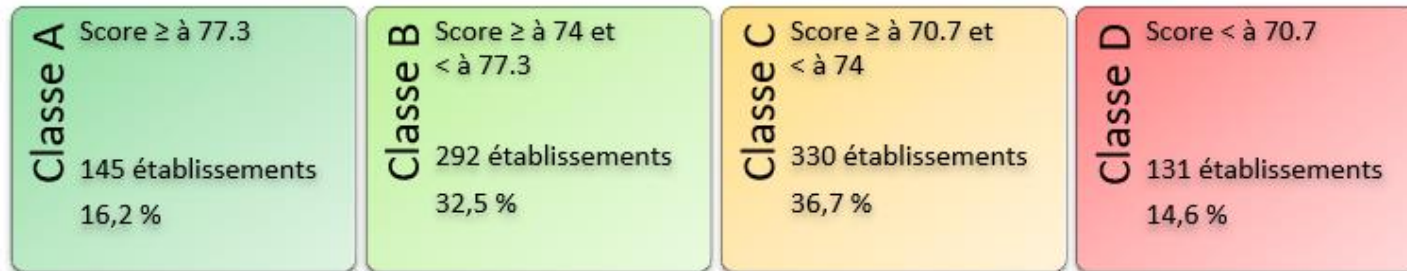 Classe A
Score ≥ à 77.3
145 établissements
16,2 %
Classe B
Score ≥ à 74 et
< à 77.3
292 établissements
32,5 %
Classe C
Score ≥ à 70.7 et
< à 74
330 établissements
36,7 %
Classe D
Score < à 70.7
131 établissements
14,6 %